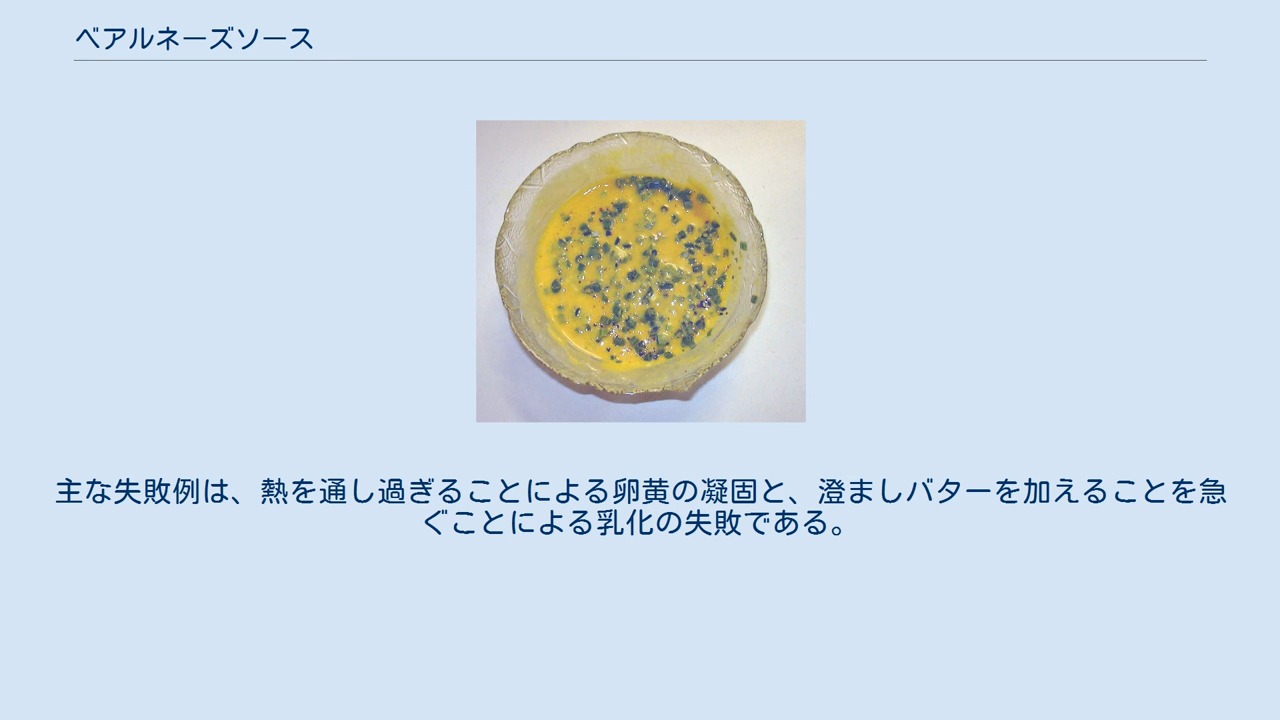 ベアルネーズソース
主な失敗例は、熱を通し過ぎることによる卵黄の凝固と、澄ましバターを加えることを急
ぐことによる乳化の失敗である。